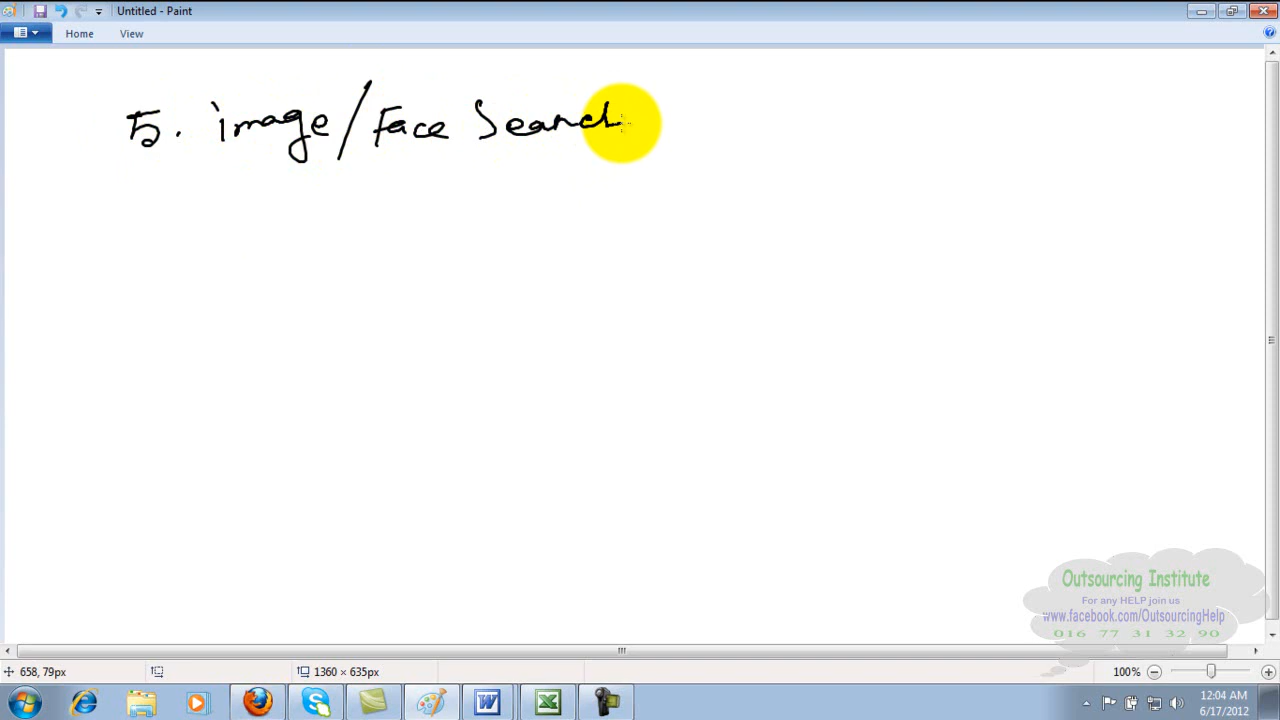 Untitled - Paint
Home View
5. image/Face Search
Outsourcing Institute
For any HELP join us
www.facebook.com/OutsourcingHelp
016 77 31 32 90
658, 79px
1360 × 635px
100%
12:04 AM
6/17/2012